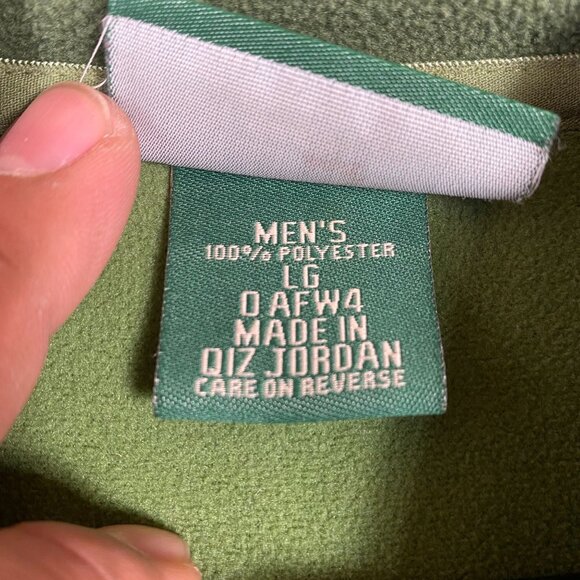 MEN'S
100% POLYESTER
LG
0 AFW4
MADE IN
QIZ JORDAN
CARE ON REVERSE